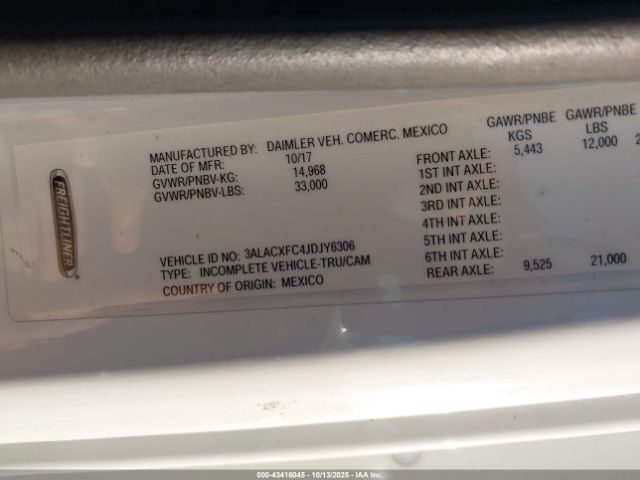 FREIGHTLINER
MANUFACTURED BY: DAIMLER VEH. COMERC. MEXICO
DATE OF MFR: 10/17
GVWR/PNBV-KG: 14,968
GVWR/PNBV-LBS: 33,000
VEHICLE ID NO. 3ALACXFC4JDJY6306
TYPE: INCOMPLETE VEHICLE-TRU/CAM
COUNTRY OF ORIGIN: MEXICO
GAWR/PNBE GAWR/PNBE
KGS LBS
FRONT AXLE: 5,443 12,000 2
1ST INT AXLE:
2ND INT AXLE:
3RD INT AXLE:
4TH INT AXLE:
5TH INT AXLE:
6TH INT AXLE:
REAR AXLE: 9,525 21,000
000-43416045 - 10/13/2025 - IAA Inc.